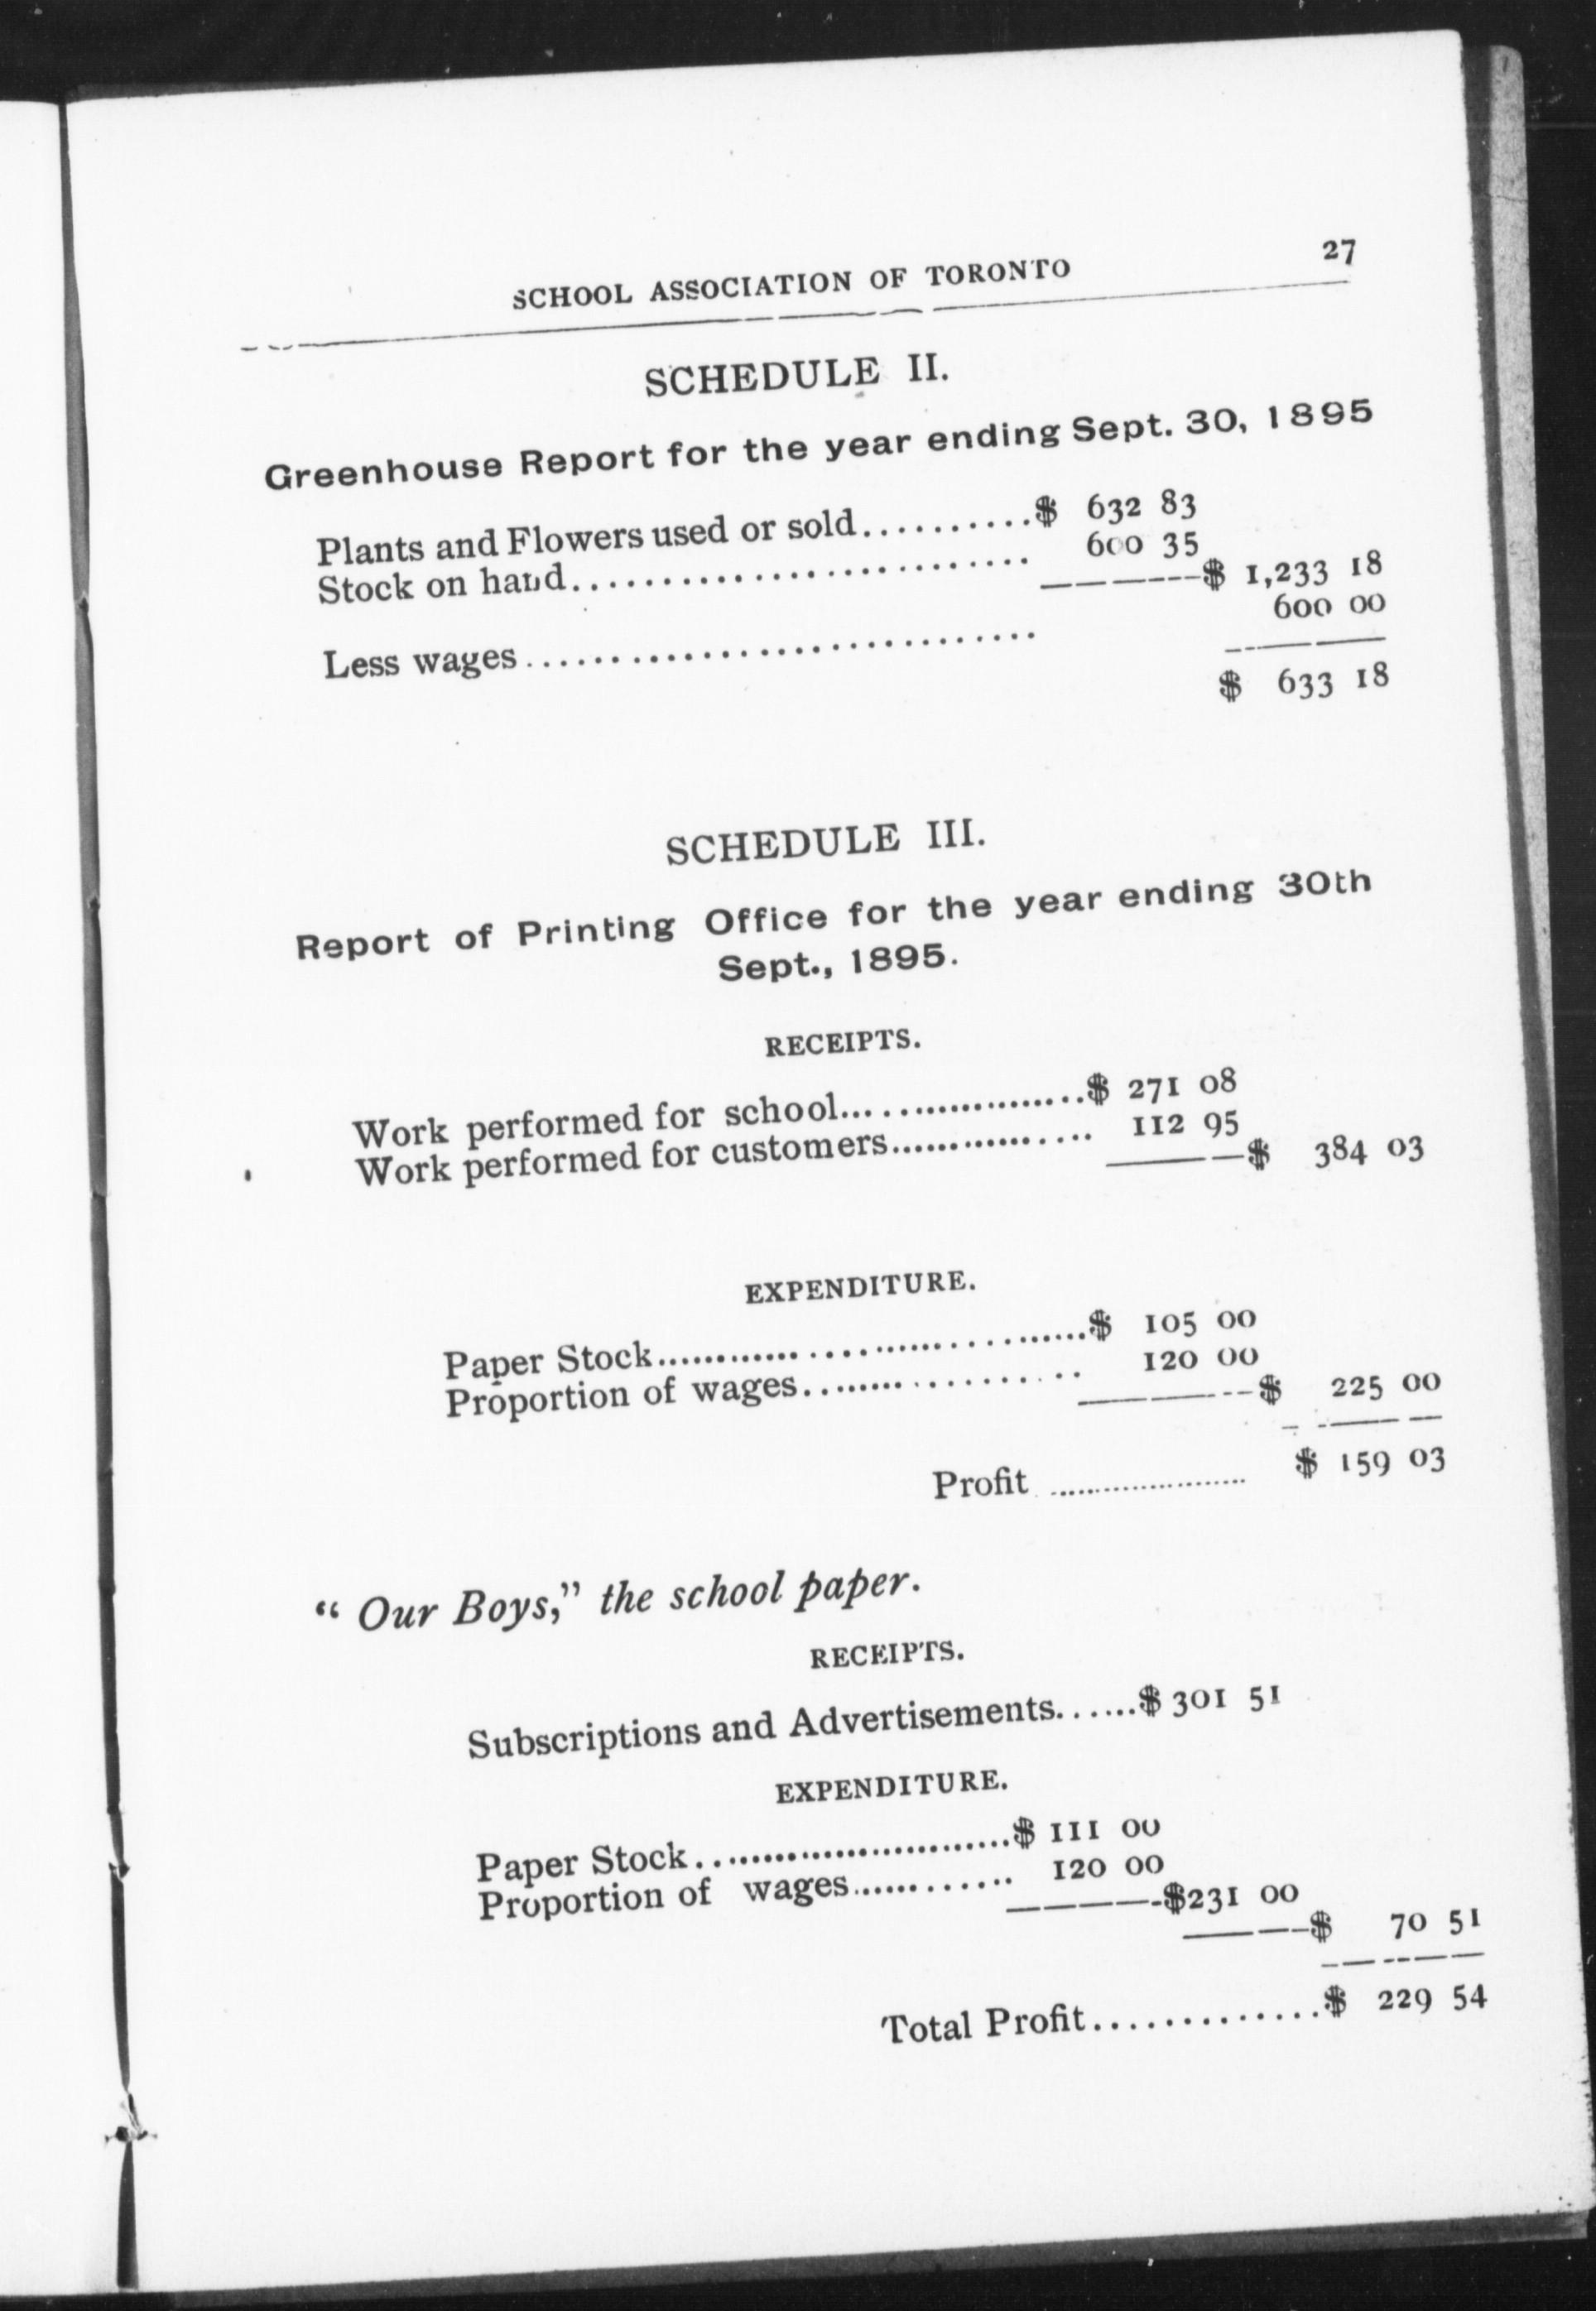 SCHOOL ASSOCIATION OF TORONTO 27
SCHEDULE II.
Greenhouse Report for the year ending Sept. 30, 1895
Plants and Flowers used or sold..........$ 632 83
Stock on hand.......................... 600 35
$ 1,233 18
Less wages............................. 600 00
$ 633 18
SCHEDULE III.
Report of Printing Office for the year ending 30th
Sept., 1895.
RECEIPTS.
Work performed for school....................$ 271 08
Work performed for customers................. 112 95
$ 384 03
EXPENDITURE.
Paper Stock..................................$ 105 00
Proportion of wages.................. 120 00
$ 225 00
Profit ...................... $ 159 03
“ Our Boys,” the school paper.
RECEIPTS.
Subscriptions and Advertisements......$ 301 51
EXPENDITURE.
Paper Stock..........................$ 111 00
Proportion of wages............ 120 00
$231 00
$ 70 51
Total Profit.............$ 229 54